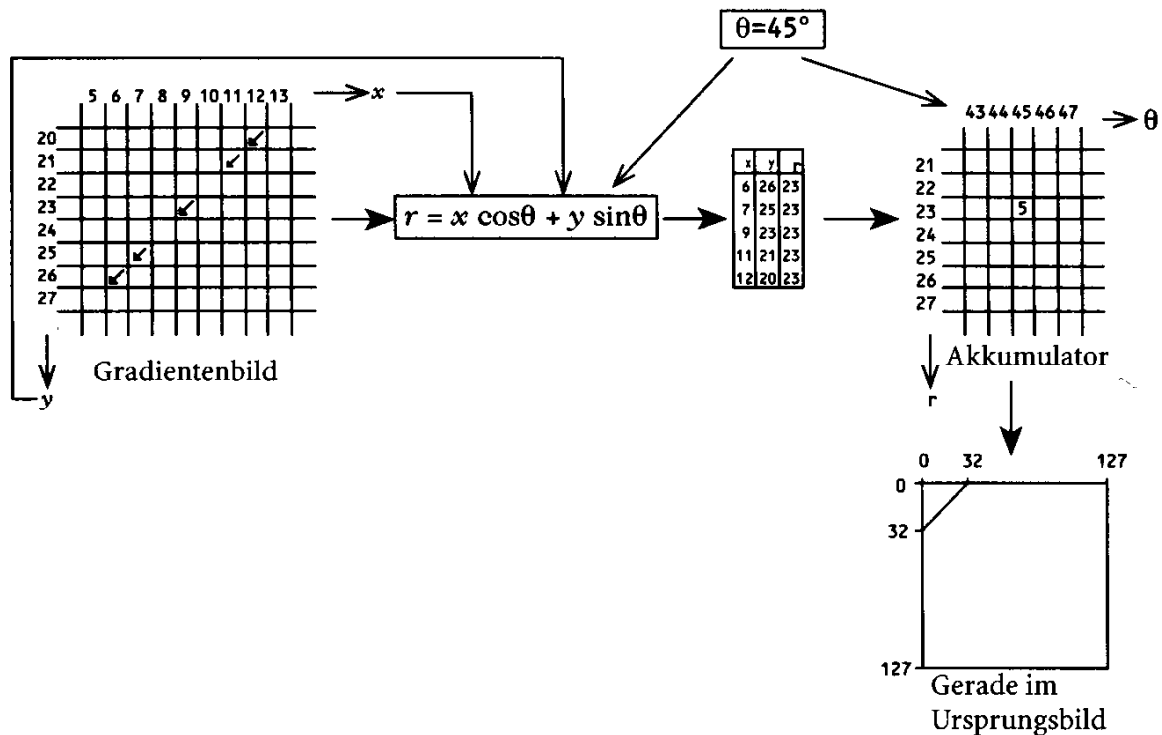 θ=45°
x
5 6 7 8 9 10 11 12 13
20
21
22
23
24
25
26
27
y
Gradientenbild
r = x cosθ + y sinθ
x y r
6 26 23
7 25 23
9 23 23
11 21 23
12 20 23
43 44 45 46 47
θ
21
22
23 5
24
25
26
27
r
Akkumulator
0 32 127
0
32
127
Gerade im
Ursprungsbild